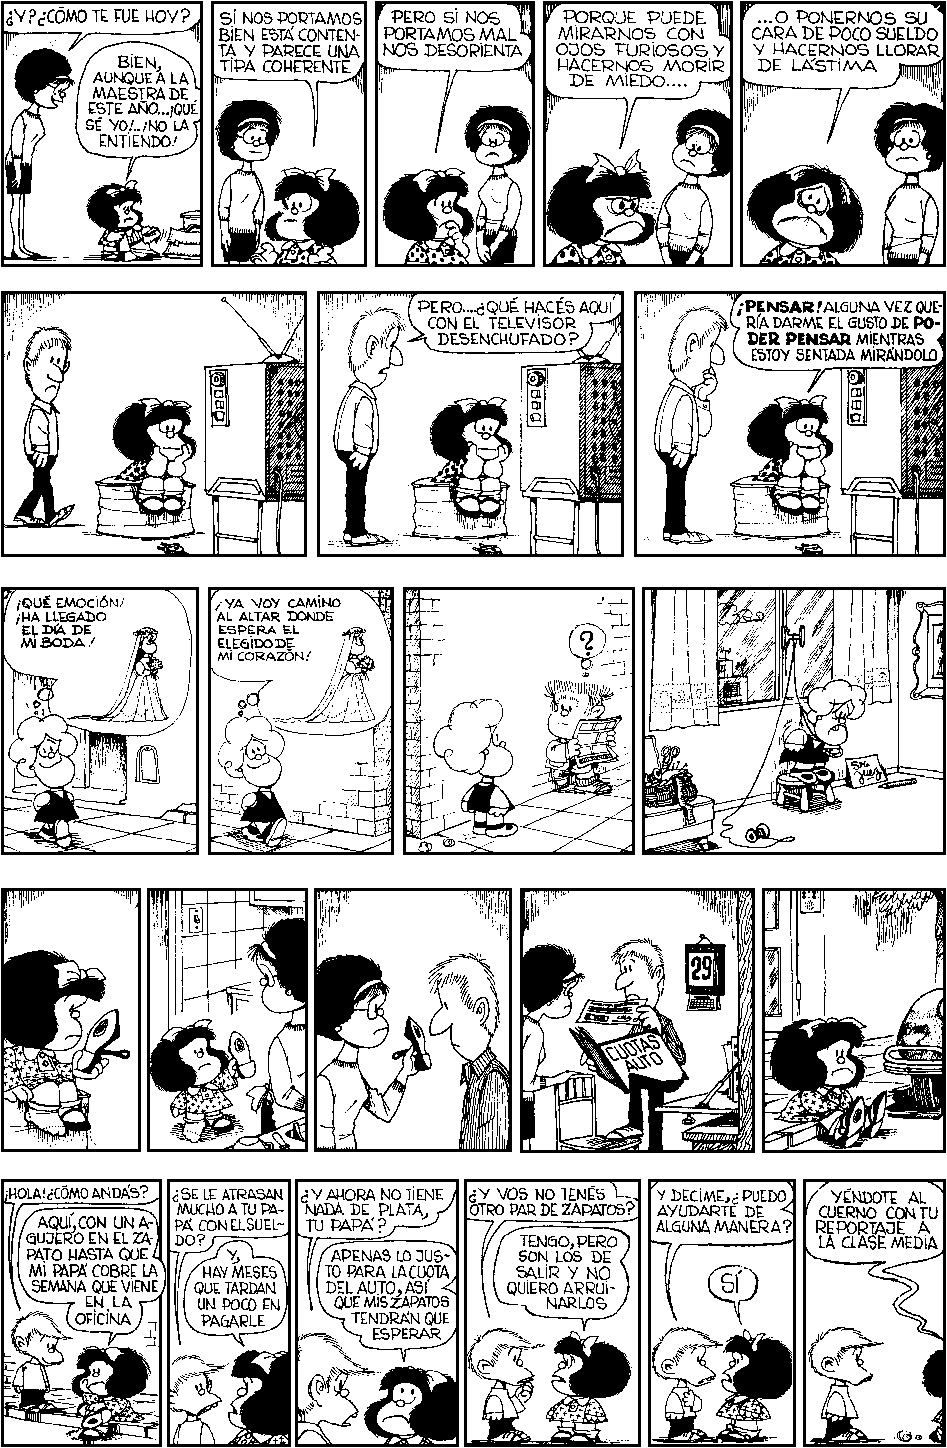 ¿Y? ¿CÓMO TE FUE HOY?
BIEN,
AUNQUE A LA
MAESTRA DE
ESTE AÑO...¡QUÉ
SÉ YO!..¡NO LA
ENTIENDO!
SÍ NOS PORTAMOS
BIEN ESTÁ CONTEN-
TA Y PARECE UNA
TIPA COHERENTE
PERO SÍ NOS
PORTAMOS MAL
NOS DESORIENTA
PORQUE PUEDE
MIRARNOS CON
OJOS FURIOSOS Y
HACERNOS MORIR
DE MIEDO....
...O PONERNOS SU
CARA DE POCO SUELDO
Y HACERNOS LLORAR
DE LÁSTIMA
PERO...¿QUÉ HACÉS AQUÍ
CON EL TELEVISOR
DESENCHUFADO?
¡PENSAR! ALGUNA VEZ QUE-
RÍA DARME EL GUSTO DE PO-
DER PENSAR MIENTRAS
ESTOY SENTADA MIRÁNDOLO
¡QUÉ EMOCIÓN!
¡HA LLEGADO
EL DÍA DE
MI BODA!
¡YA VOY CAMINO
AL ALTAR DONDE
ESPERA EL
ELEGIDO DE
MI CORAZÓN!
?
Sr.
Juez
29
CUOTAS
AUTO
¡HOLA! ¿CÓMO ANDÁS?
AQUÍ, CON UN A-
GUJERO EN EL ZA-
PATO HASTA QUE
MI PAPÁ COBRE LA
SEMANA QUE VIENE
EN LA
OFICINA
¿SE LE ATRASAN
MUCHO A TU PA-
PÁ CON EL SUEL-
DO?
Y,
HAY MESES
QUE TARDAN
UN POCO EN
PAGARLE
¿Y AHORA NO TIENE
NADA DE PLATA,
TU PAPÁ?
APENAS LO JUS-
TO PARA LA CUOTA
DEL AUTO, ASÍ
QUE MIS ZAPATOS
TENDRÁN QUE
ESPERAR
¿Y VOS NO TENÉS
OTRO PAR DE ZAPATOS?
TENGO, PERO
SON LOS DE
SALIR Y NO
QUIERO ARRUI-
NARLOS
Y DECIME, ¿PUEDO
AYUDARTE DE
ALGUNA MANERA?
SÍ
YÉNDOTE AL
CUERNO CON TU
REPORTAJE A
LA CLASE MEDIA